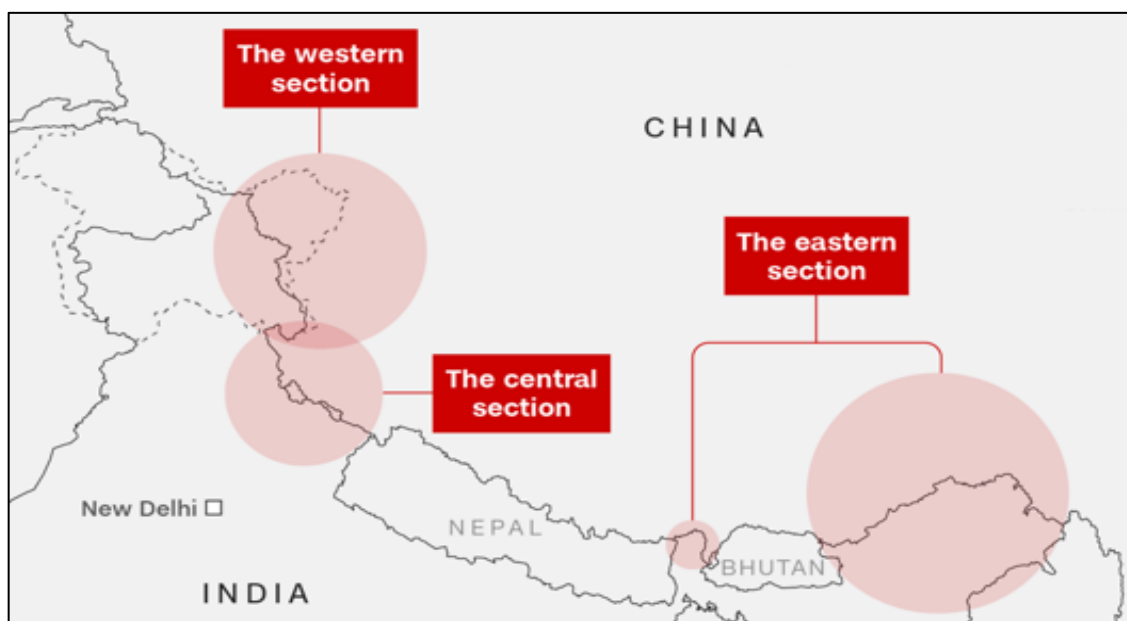 The western
section
CHINA
The eastern
section
The central
section
New Delhi
NEPAL
BHUTAN
INDIA